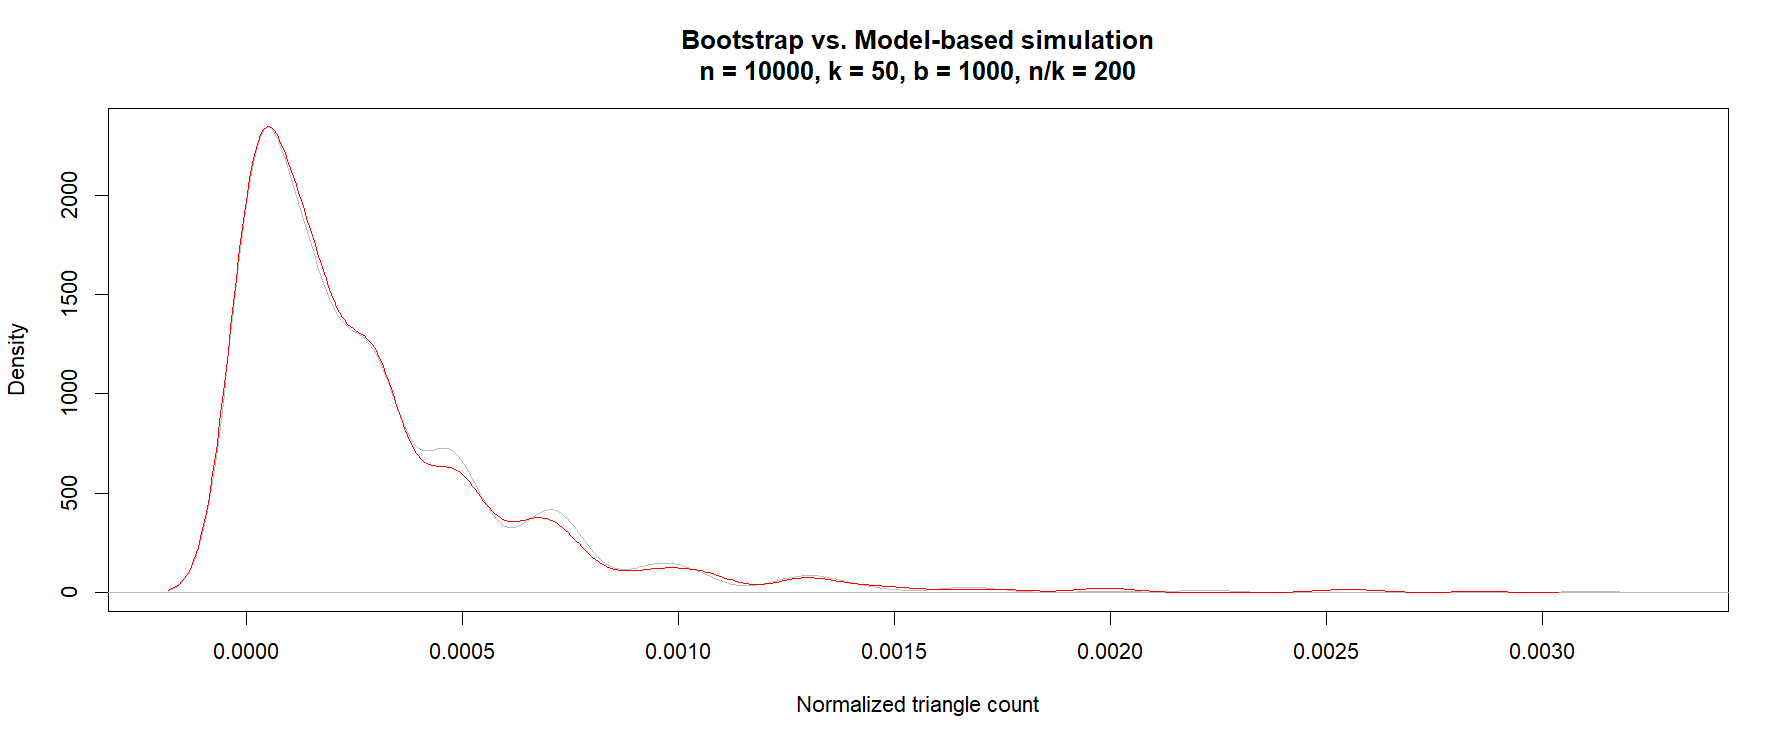 Bootstrap vs. Model-based simulation
n = 10000, k = 50, b = 1000, n/k = 200
Density
2000
1500
1000
500
0
0.0000 0.0005 0.0010 0.0015 0.0020 0.0025 0.0030
Normalized triangle count